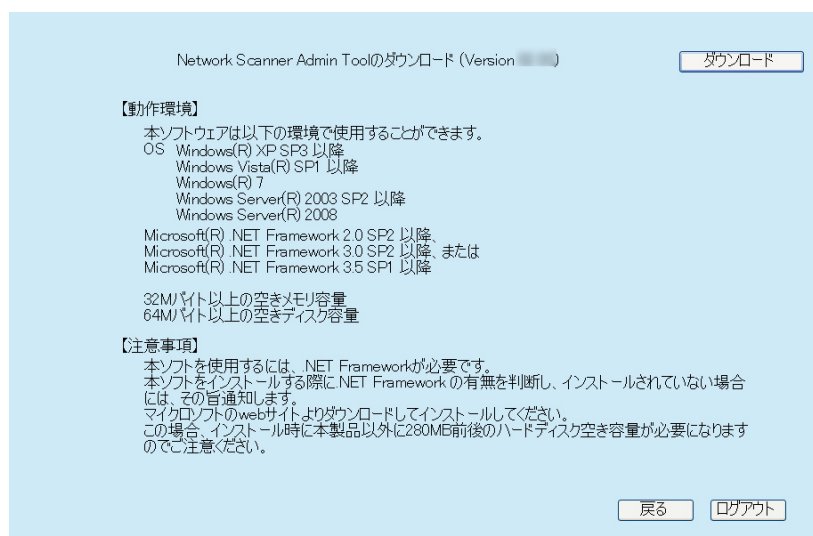 Network Scanner Admin Toolのダウンロード (Version )
ダウンロード
【動作環境】
本ソフトウェアは以下の環境で使用することができます。
OS Windows(R) XP SP3 以降
Windows Vista(R) SP1 以降
Windows(R) 7
Windows Server(R) 2003 SP2 以降
Windows Server(R) 2008
Microsoft(R) .NET Framework 2.0 SP2 以降、
Microsoft(R) .NET Framework 3.0 SP2 以降、または
Microsoft(R) .NET Framework 3.5 SP1 以降
32Mバイト以上の空きメモリ容量
64Mバイト以上の空きディスク容量
【注意事項】
本ソフトを使用するには、.NET Frameworkが必要です。
本ソフトをインストールする際に.NET Framework の有無を判断し、インストールされていない場合
には、その旨通知します。
マイクロソフトのwebサイトよりダウンロードしてインストールしてください。
この場合、インストール時に本製品以外に280MB前後のハードディスク空き容量が必要になります
のでご注意ください。
戻る
ログアウト